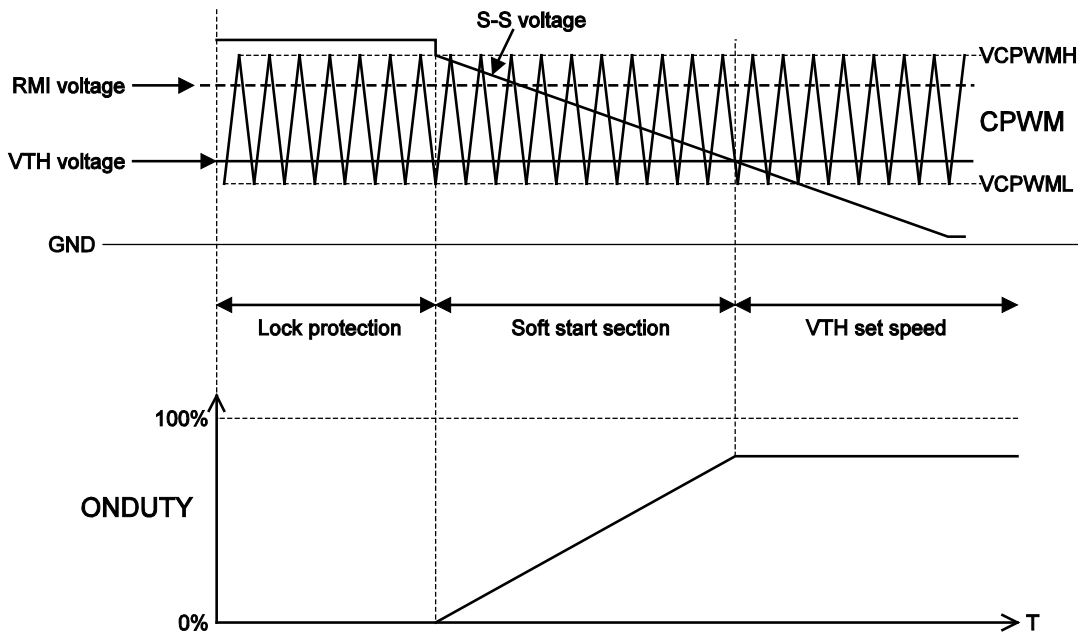 S-S voltage
VCPWMH
RMI voltage
CPWM
VTH voltage
VCPWML
GND
Lock protection
Soft start section
VTH set speed
100%
ONDUTY
0%
T